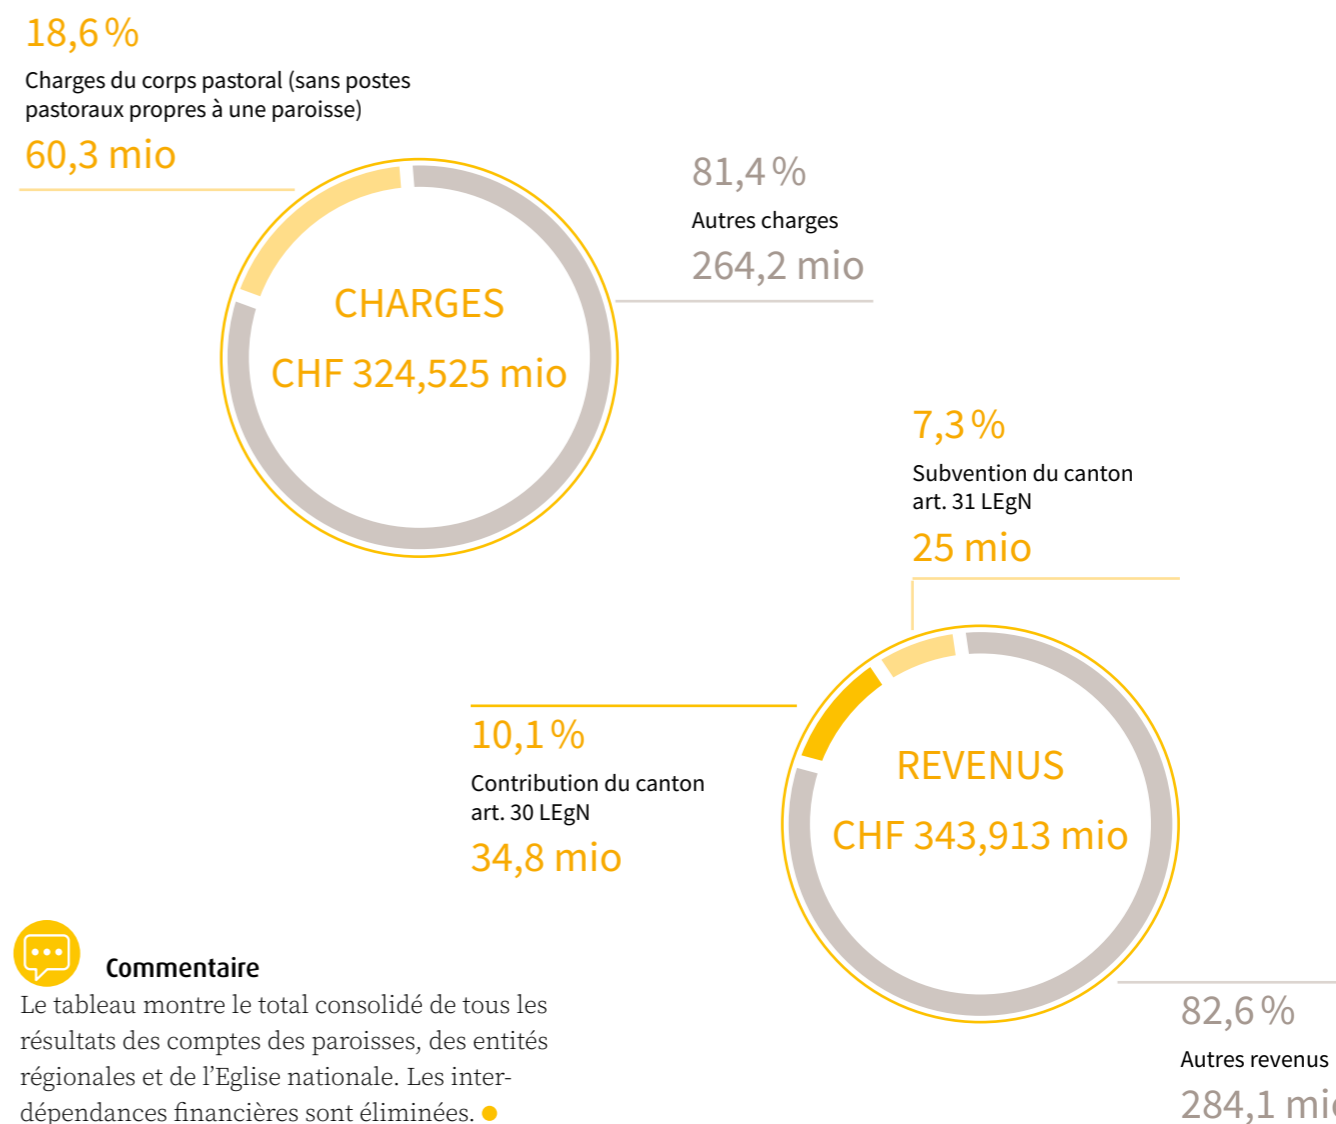 18,6 %
Charges du corps pastoral (sans postes
pastoraux propres à une paroisse)
60,3 mio
81,4 %
Autres charges
264,2 mio
CHARGES
CHF 324,525 mio
7,3 %
Subvention du canton
art. 31 LEgN
25 mio
10,1 %
Contribution du canton
art. 30 LEgN
34,8 mio
REVENUS
CHF 343,913 mio
82,6 %
Autres revenus
284,1 mio
Commentaire
Le tableau montre le total consolidé de tous les
résultats des comptes des paroisses, des entités
régionales et de l’Eglise nationale. Les inter-
dépendances financières sont éliminées.